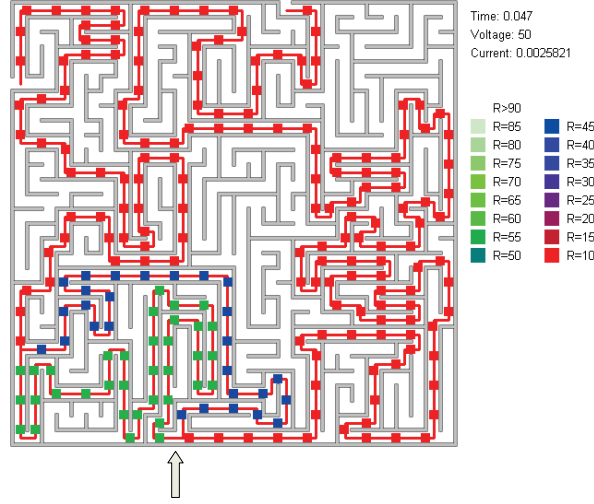 Time: 0.047
Voltage: 50
Current: 0.0025821
R>90
R=85 R=45
R=80 R=40
R=75 R=35
R=70 R=30
R=65 R=25
R=60 R=20
R=55 R=15
R=50 R=10